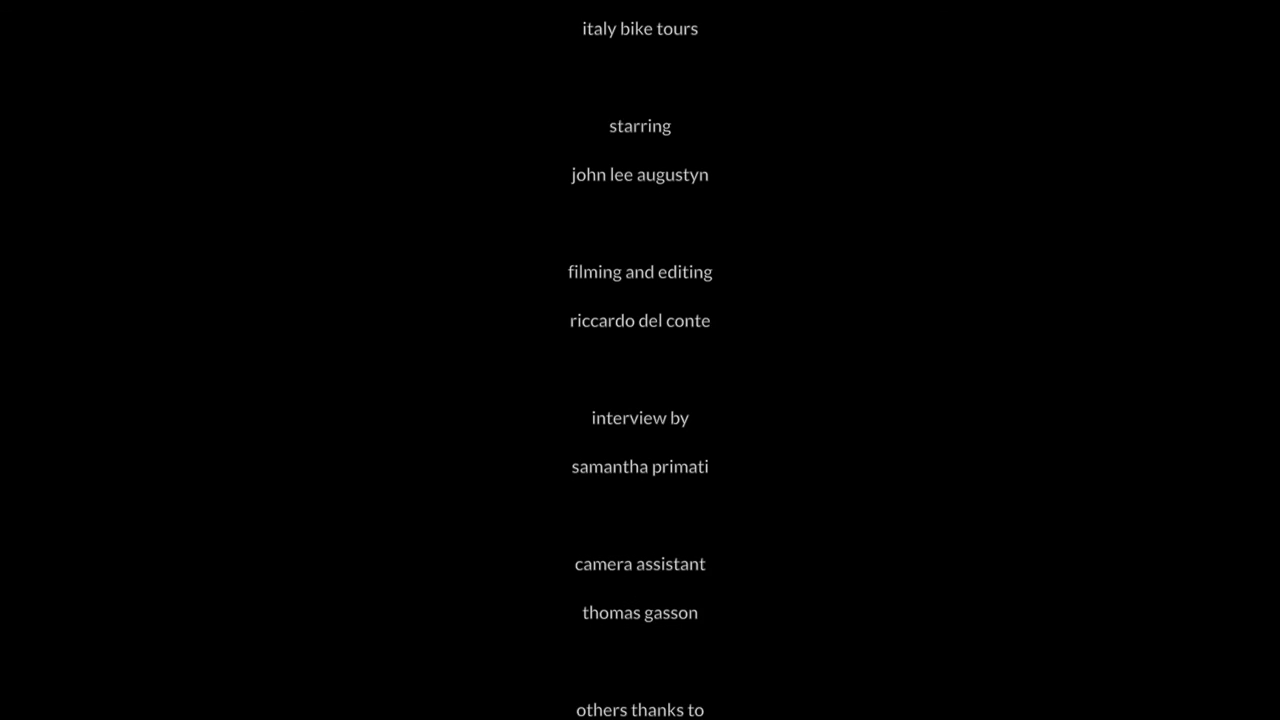 italy bike tours
starring
john lee augustyn
filming and editing
riccardo del conte
interview by
samantha primati
camera assistant
thomas gasson
others thanks to